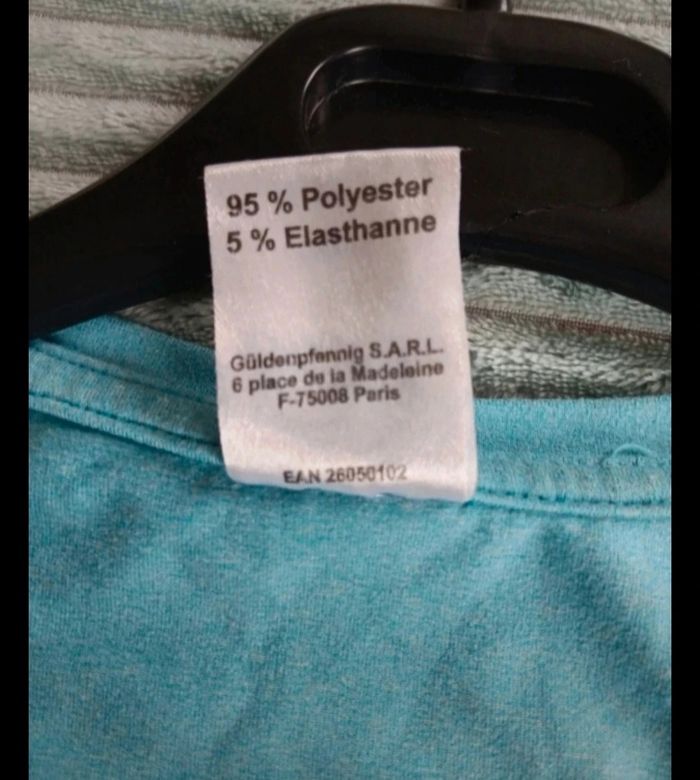 95 % Polyester
5 % Elasthanne
Güldenpfennig S.A.R.L.
6 place de la Madeleine
F-75008 Paris
EAN 26050102